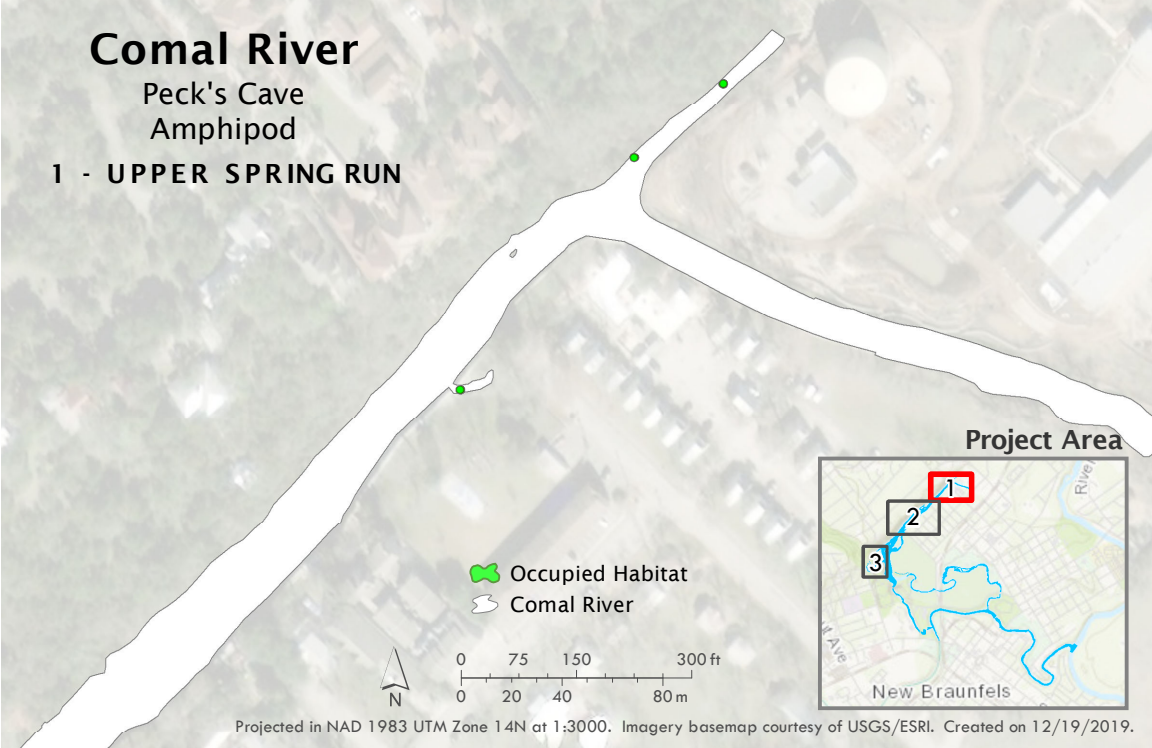 Comal River
Peck's Cave
Amphipod
1 - UPPER SPRING RUN
Project Area
River
1
2
3
Ave
New Braunfels
Occupied Habitat
Comal River
0 75 150 300 ft
0 20 40 80 m
N
Projected in NAD 1983 UTM Zone 14N at 1:3000. Imagery basemap courtesy of USGS/ESRI. Created on 12/19/2019.